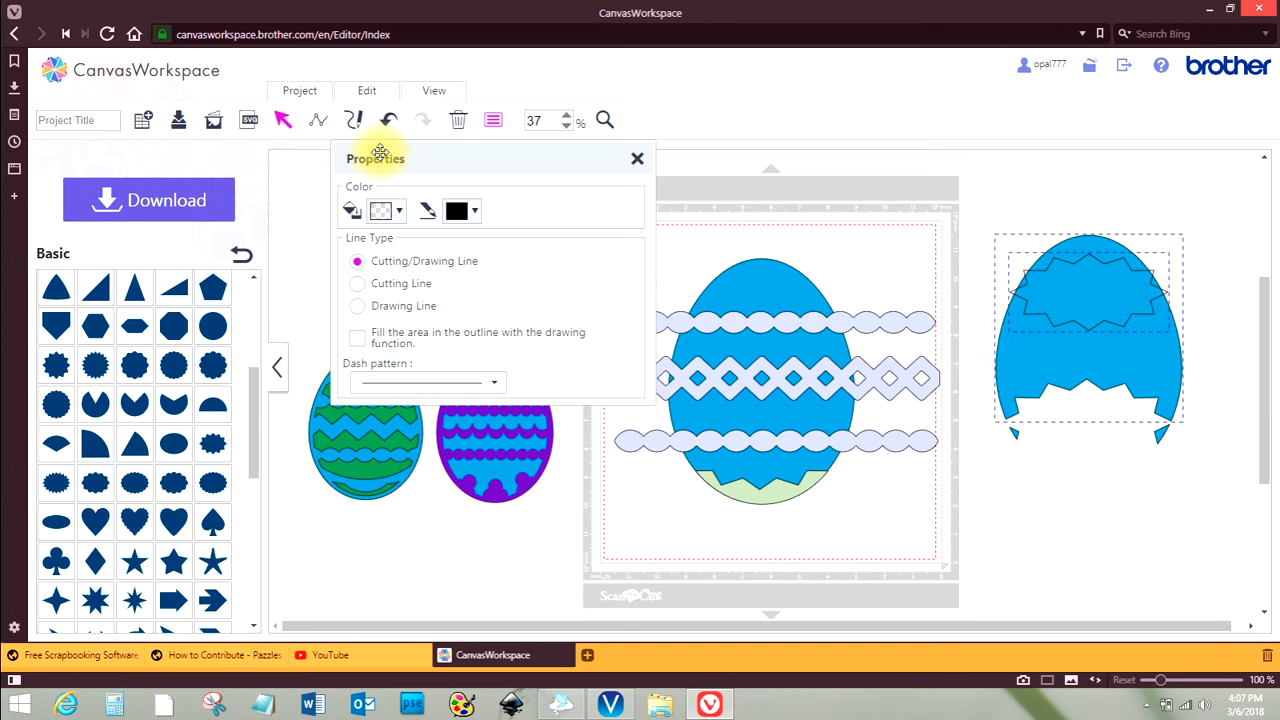 CanvasWorkspace
canvasworkspace.brother.com/en/Editor/Index
Search Bing
CanvasWorkspace
opal777
brother
Project
Edit
View
Project Title
SVG
37
%
Download
Properties
Color
Basic
Line Type
Cutting/Drawing Line
Cutting Line
Drawing Line
Fill the area in the outline with the drawing
function.
Dash pattern :
ScanNCut
Free Scrapbooking Software
How to Contribute - Pazzles
YouTube
CanvasWorkspace
Reset
100 %
pse
4:07 PM
3/6/2018